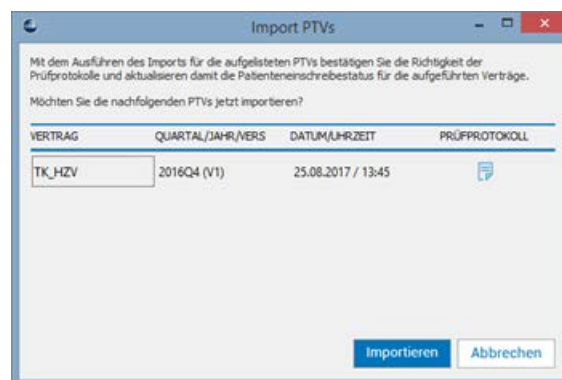 Import PTVs
Mit dem Ausführen des Imports für die aufgelisteten PTVs bestätigen Sie die Richtigkeit der
Prüfprotokolle und aktualisieren damit die Patienteneinschreibestatus für die aufgeführten Verträge.
Möchten Sie die nachfolgenden PTVs jetzt importieren?
VERTRAG QUARTAL/JAHR/VERS DATUM/UHRZEIT PRÜFPROTOKOLL
TK_HZV 2016Q4 (V1) 25.08.2017 / 13:45
Importieren Abbrechen